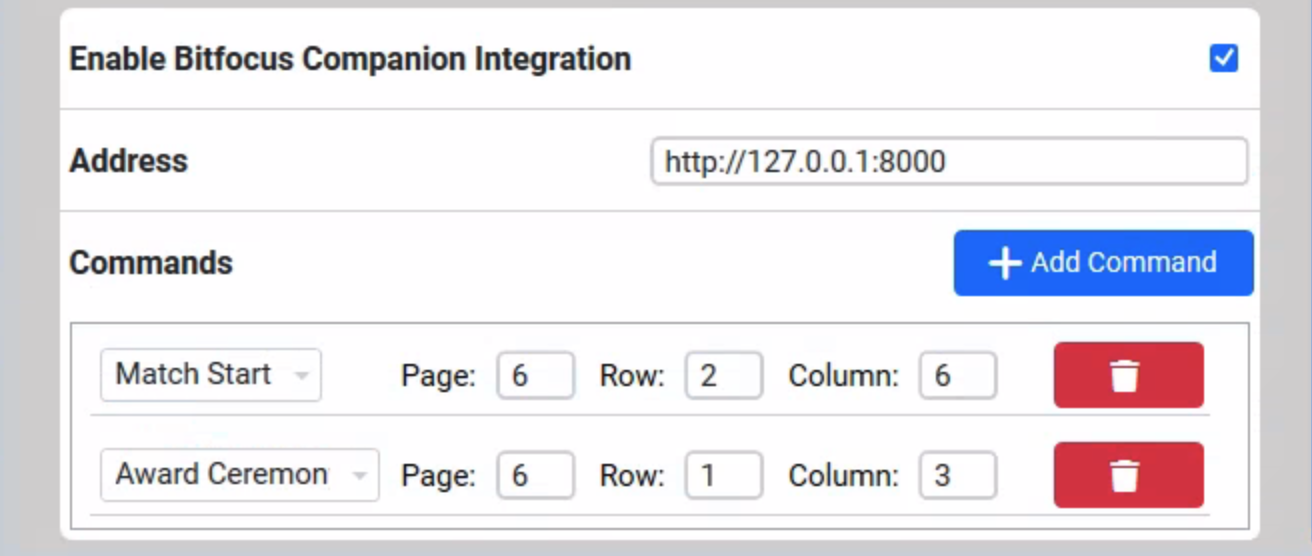 Enable Bitfocus Companion Integration
Address http://127.0.0.1:8000
Commands Add Command
Match Start Page: 6 Row: 2 Column: 6
Award Ceremon Page: 6 Row: 1 Column: 3